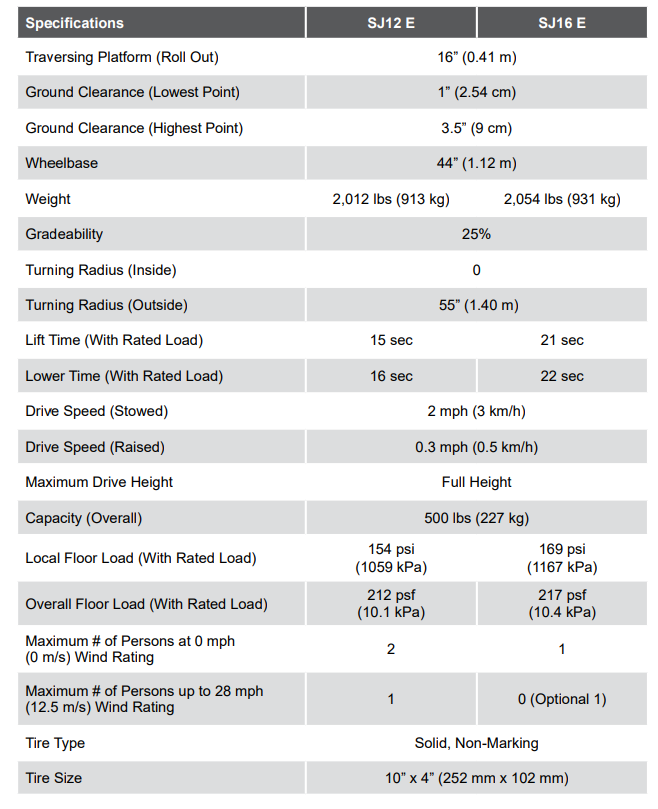 Specifications SJ12 E SJ16 E
Traversing Platform (Roll Out) 16” (0.41 m)
Ground Clearance (Lowest Point) 1” (2.54 cm)
Ground Clearance (Highest Point) 3.5” (9 cm)
Wheelbase 44” (1.12 m)
Weight 2,012 lbs (913 kg) 2,054 lbs (931 kg)
Gradeability 25%
Turning Radius (Inside) 0
Turning Radius (Outside) 55” (1.40 m)
Lift Time (With Rated Load) 15 sec 21 sec
Lower Time (With Rated Load) 16 sec 22 sec
Drive Speed (Stowed) 2 mph (3 km/h)
Drive Speed (Raised) 0.3 mph (0.5 km/h)
Maximum Drive Height Full Height
Capacity (Overall) 500 lbs (227 kg)
Local Floor Load (With Rated Load) 154 psi 169 psi
(1059 kPa) (1167 kPa)
Overall Floor Load (With Rated Load) 212 psf 217 psf
(10.1 kPa) (10.4 kPa)
Maximum # of Persons at 0 mph
(0 m/s) Wind Rating 2 1
Maximum # of Persons up to 28 mph
(12.5 m/s) Wind Rating 1 0 (Optional 1)
Tire Type Solid, Non-Marking
Tire Size 10” x 4” (252 mm x 102 mm)